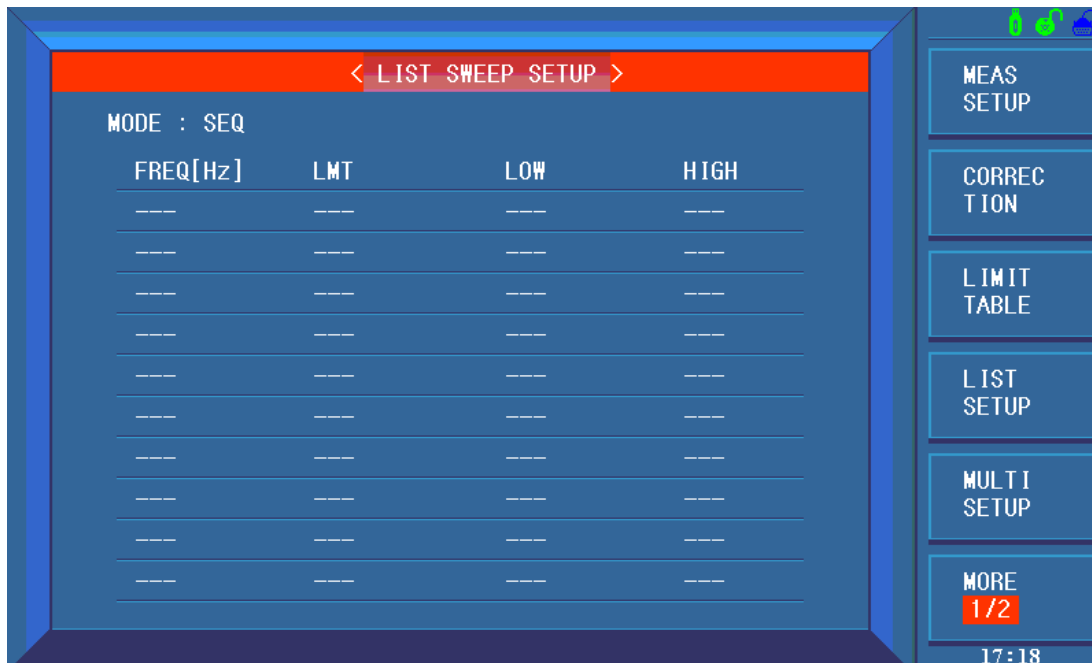 < LIST SWEEP SETUP >
MODE : SEQ
FREQ[Hz] LMT LOW HIGH
--- --- --- ---
--- --- --- ---
--- --- --- ---
--- --- --- ---
--- --- --- ---
--- --- --- ---
--- --- --- ---
--- --- --- ---
--- --- --- ---
--- --- --- ---
MEAS
SETUP
CORREC
TION
LIMIT
TABLE
LIST
SETUP
MULTI
SETUP
MORE
1/2
17:18